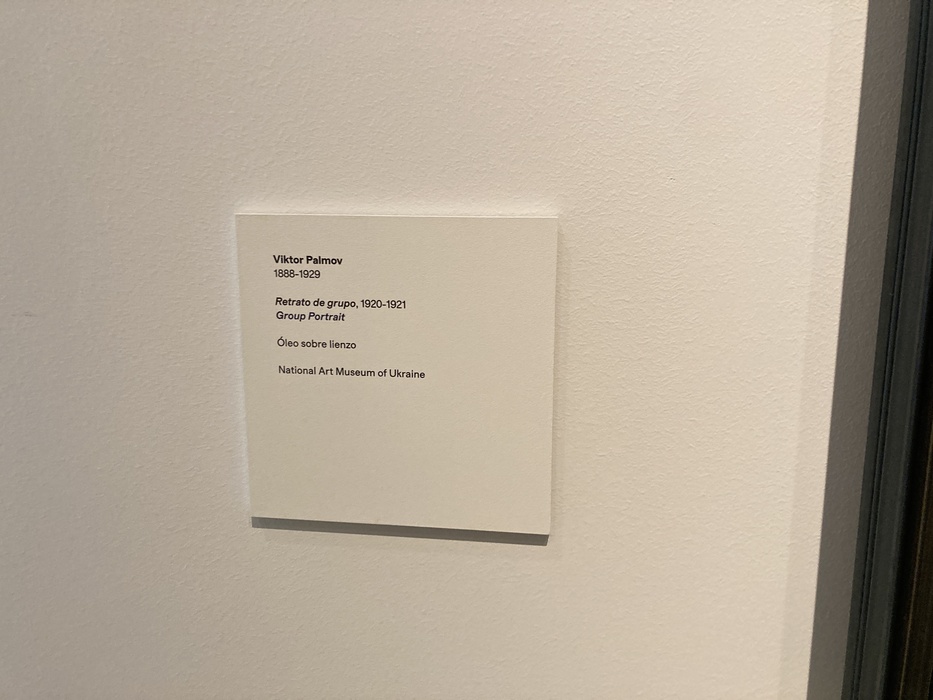 Viktor Palmov
1888-1929
Retrato de grupo, 1920-1921
Group Portrait
Óleo sobre lienzo
National Art Museum of Ukraine